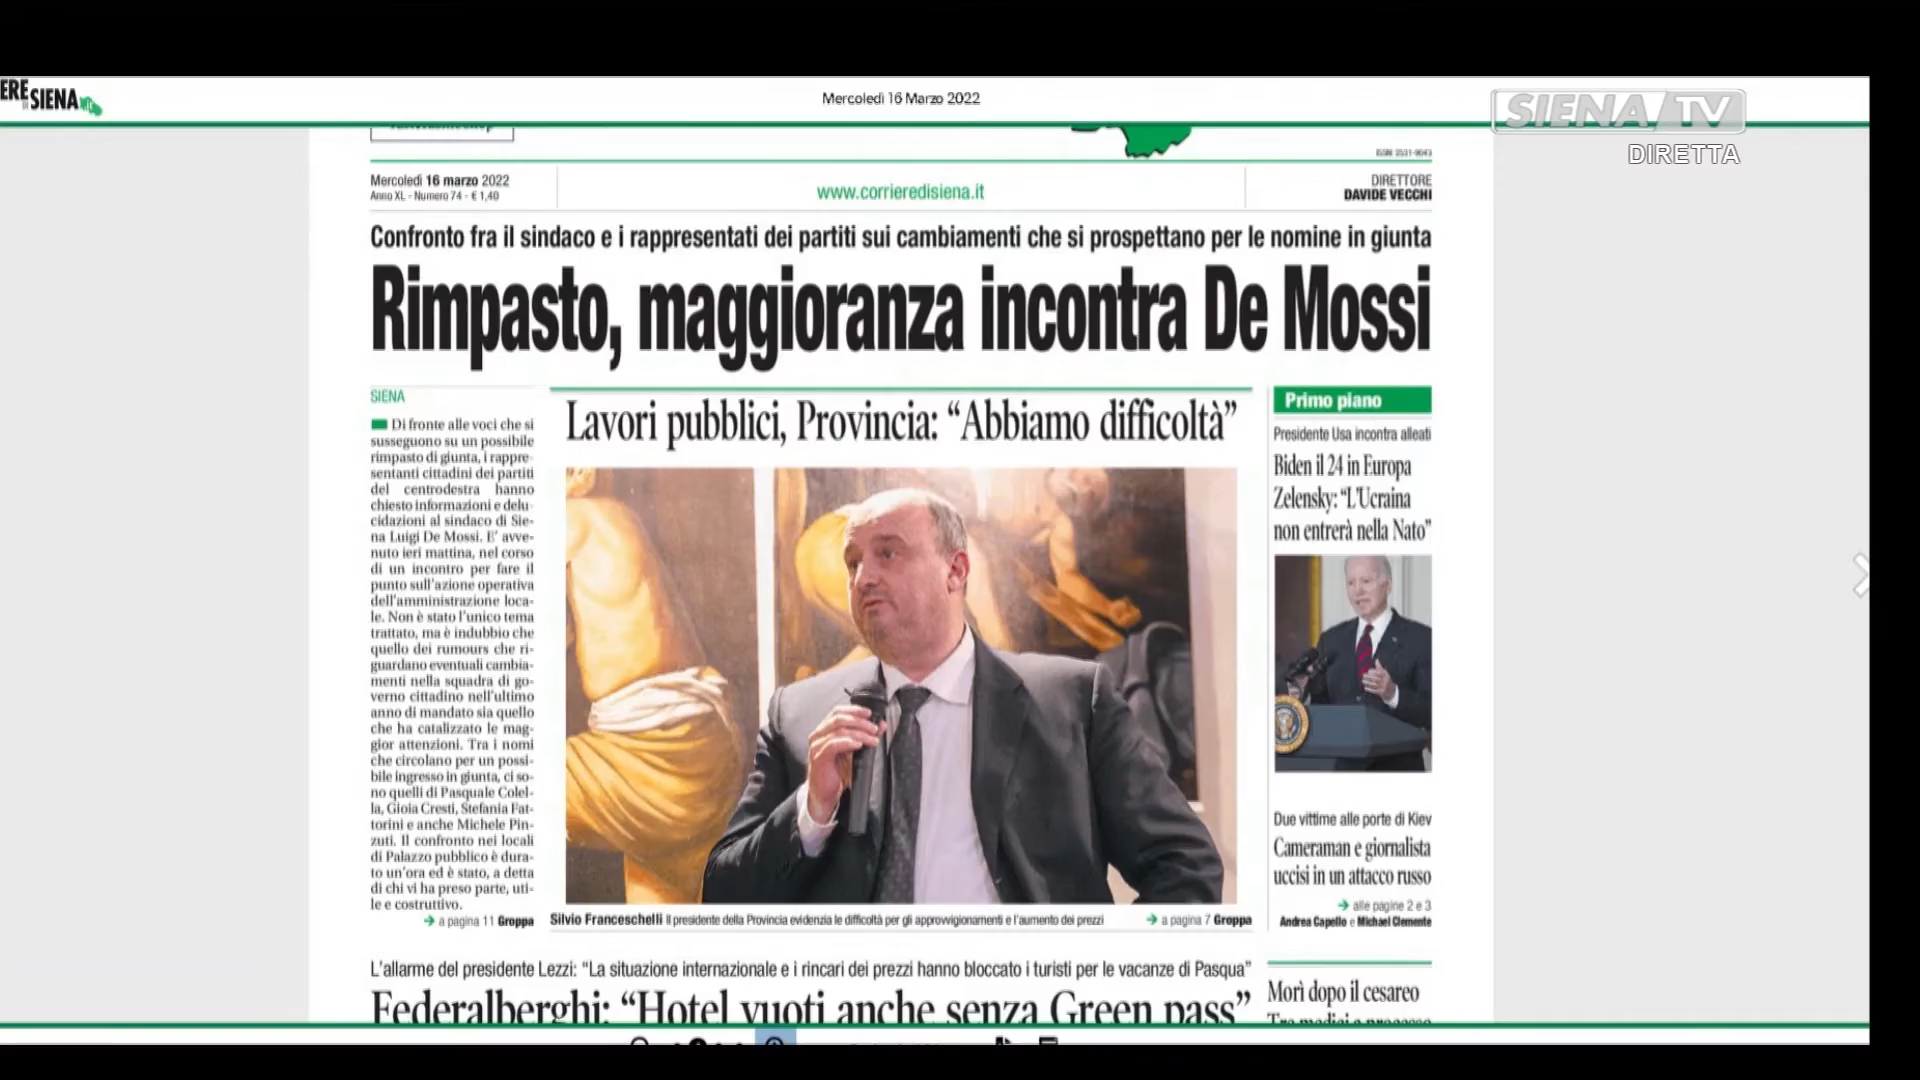 ERE
DI SIENA.it
Mercoledì 16 Marzo 2022
SIENA TV
DIRETTA
Mercoledì 16 marzo 2022
Anno XL - Numero 74 - € 1,40
www.corrieredisiena.it
DIRETTORE
DAVIDE VECCHI
Confronto fra il sindaco e i rappresentati dei partiti sui cambiamenti che si prospettano per le nomine in giunta
Rimpasto, maggioranza incontra De Mossi
SIENA
Di fronte alle voci che si
susseguono su un possibile
rimpasto di giunta, i rappre-
sentanti cittadini dei partiti
del centrodestra hanno
chiesto informazioni e delu-
cidazioni al sindaco di Sie-
na Luigi De Mossi. E' avve-
nuto ieri mattina, nel corso
di un incontro per fare il
punto sull'azione operativa
dell'amministrazione loca-
le. Non è stato l'unico tema
trattato, ma è indubbio che
quello dei rumours che ri-
guardano eventuali cambia-
menti nella squadra di go-
verno cittadino nell'ultimo
anno di mandato sia quello
che ha catalizzato le mag-
gior attenzioni. Tra i nomi
che circolano per un possi-
bile ingresso in giunta, ci so-
no quelli di Pasquale Colel-
la, Gioia Cresti, Stefania Fat-
torini e anche Michele Pin-
zuti. Il confronto nei locali
di Palazzo pubblico è dura-
to un'ora ed è stato, a detta
di chi vi ha preso parte, uti-
le e costruttivo.
a pagina 11 Groppa
Lavori pubblici, Provincia: “Abbiamo difficoltà”
Silvio Franceschelli Il presidente della Provincia evidenzia le difficoltà per gli approvvigionamenti e l'aumento dei prezzi
a pagina 7 Groppa
Primo piano
Presidente Usa incontra alleati
Biden il 24 in Europa
Zelensky: “L'Ucraina
non entrerà nella Nato”
Due vittime alle porte di Kiev
Cameraman e giornalista
uccisi in un attacco russo
alle pagine 2 e 3
Andrea Capello e Michael Clemente
L'allarme del presidente Lezzi: “La situazione internazionale e i rincari dei prezzi hanno bloccato i turisti per le vacanze di Pasqua”
Federalberghi: “Hotel vuoti anche senza Green pass”
Morì dopo il cesareo
Tre medici a processo